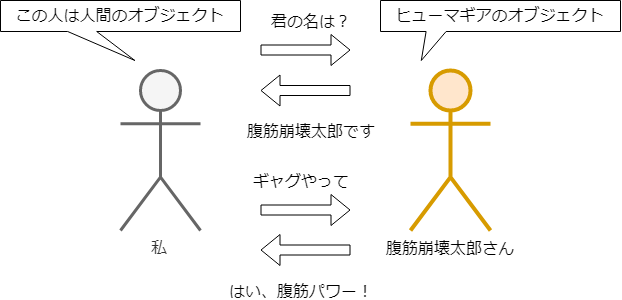 この人は人間のオブジェクト
君の名は？
ヒューマギアのオブジェクト
腹筋崩壊太郎です
ギャグやって
私
腹筋崩壊太郎さん
はい、腹筋パワー！